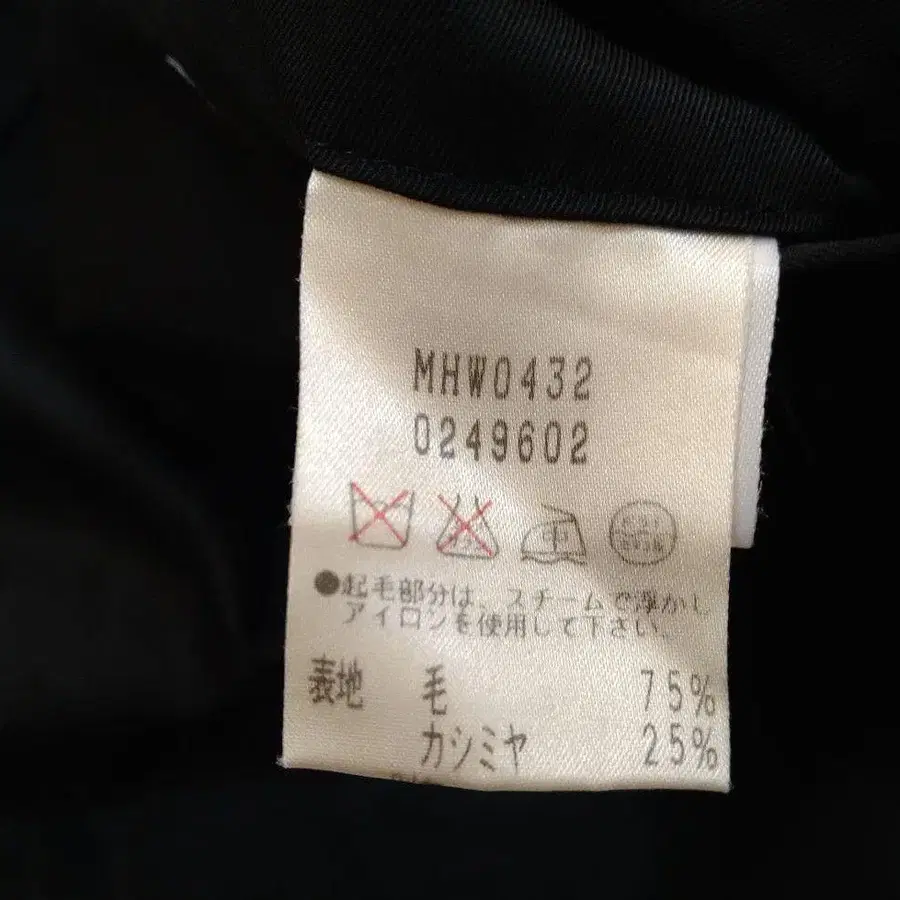 MHW0432
0249602
中
●起毛部分は、スチームで浮かし
アイロンを使用して下さい。
表地 毛 75%
カシミヤ 25%